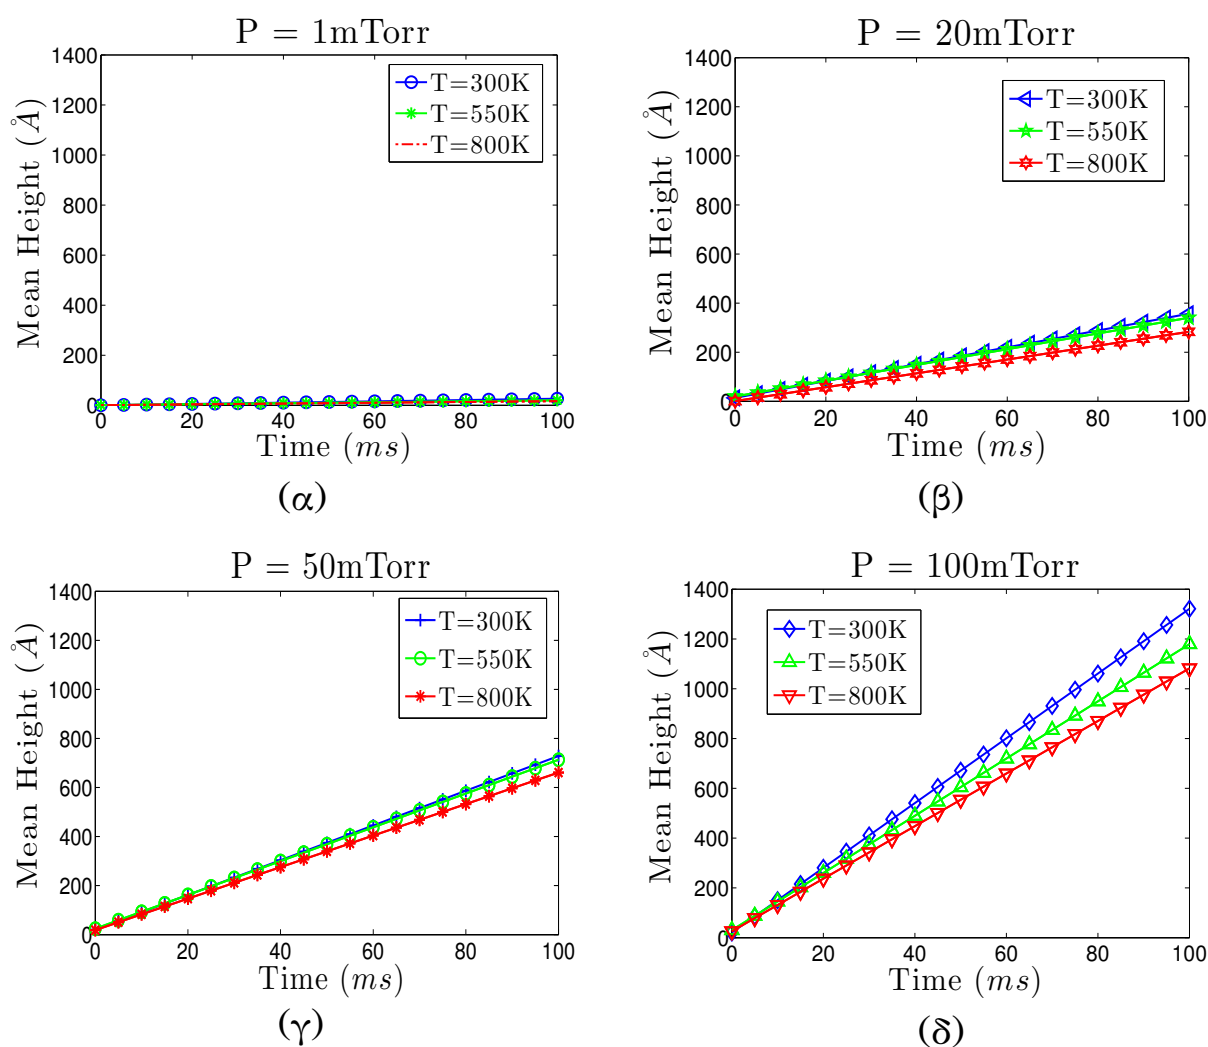 P = 1mTorr
1400
1200
1000
800
600
400
200
0
Mean Height (Å)
T=300K
T=550K
T=800K
0 20 40 60 80 100
Time (ms)
(α)
P = 20mTorr
1400
1200
1000
800
600
400
200
0
Mean Height (Å)
T=300K
T=550K
T=800K
0 20 40 60 80 100
Time (ms)
(β)
P = 50mTorr
1400
1200
1000
800
600
400
200
0
Mean Height (Å)
T=300K
T=550K
T=800K
0 20 40 60 80 100
Time (ms)
(γ)
P = 100mTorr
1400
1200
1000
800
600
400
200
0
Mean Height (Å)
T=300K
T=550K
T=800K
0 20 40 60 80 100
Time (ms)
(δ)